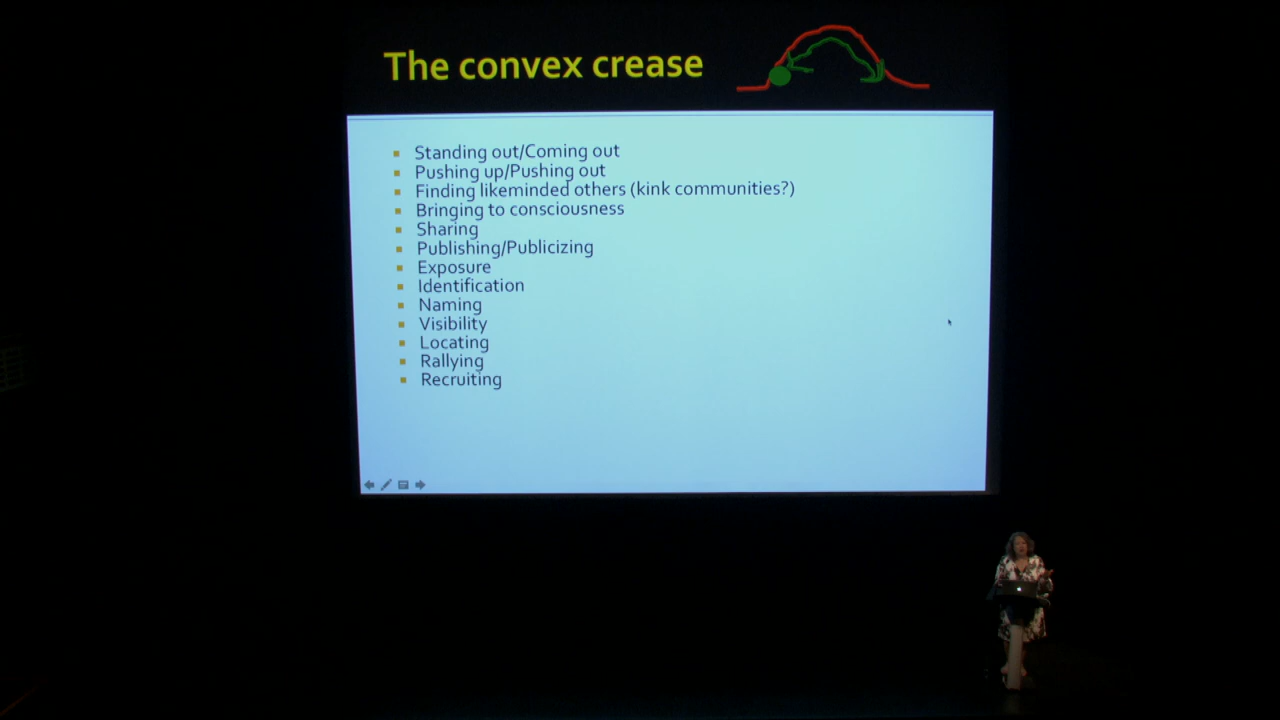 The convex crease
Standing out/Coming out
Pushing up/Pushing out
Finding likeminded others (kink communities?)
Bringing to consciousness
Sharing
Publishing/Publicizing
Exposure
Identification
Naming
Visibility
Locating
Rallying
Recruiting